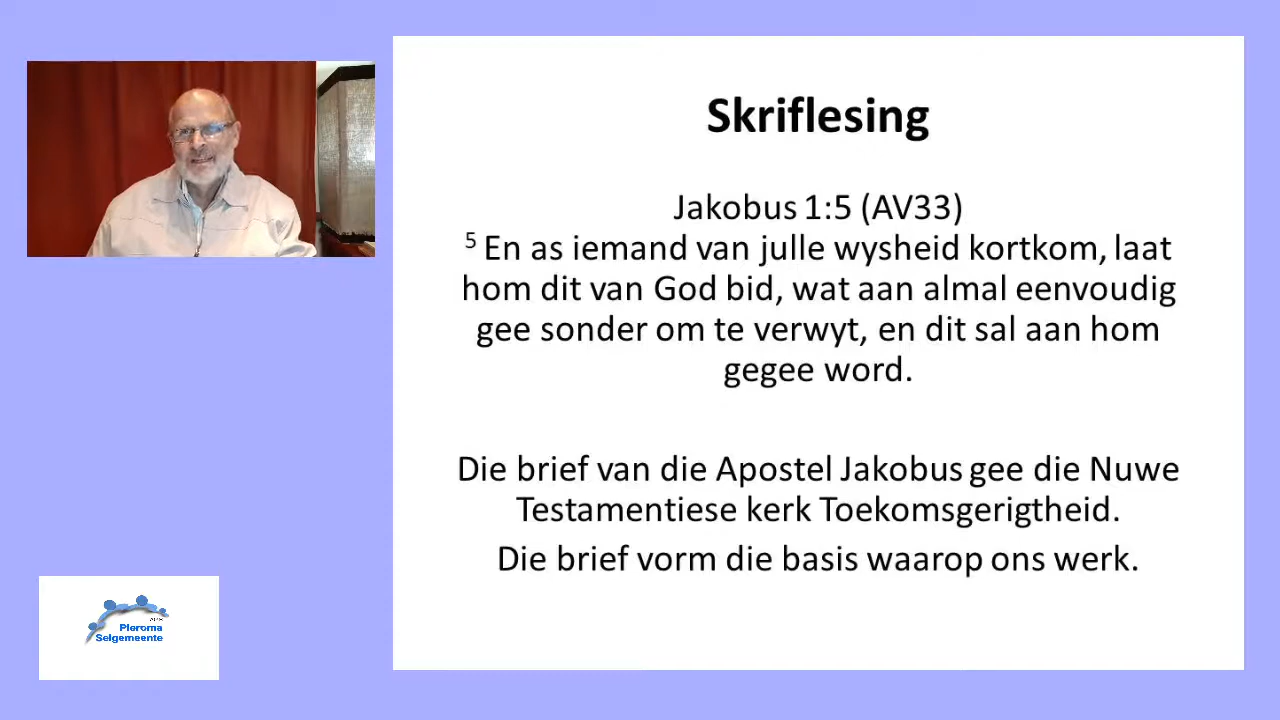 Skriflesing
Jakobus 1:5 (AV33)
5 En as iemand van julle wysheid kortkom, laat
hom dit van God bid, wat aan almal eenvoudig
gee sonder om te verwyt, en dit sal aan hom
gegee word.
Die brief van die Apostel Jakobus gee die Nuwe
Testamentiese kerk Toekomsgerigtheid.
Die brief vorm die basis waarop ons werk.
Pleroma
Selgemeente